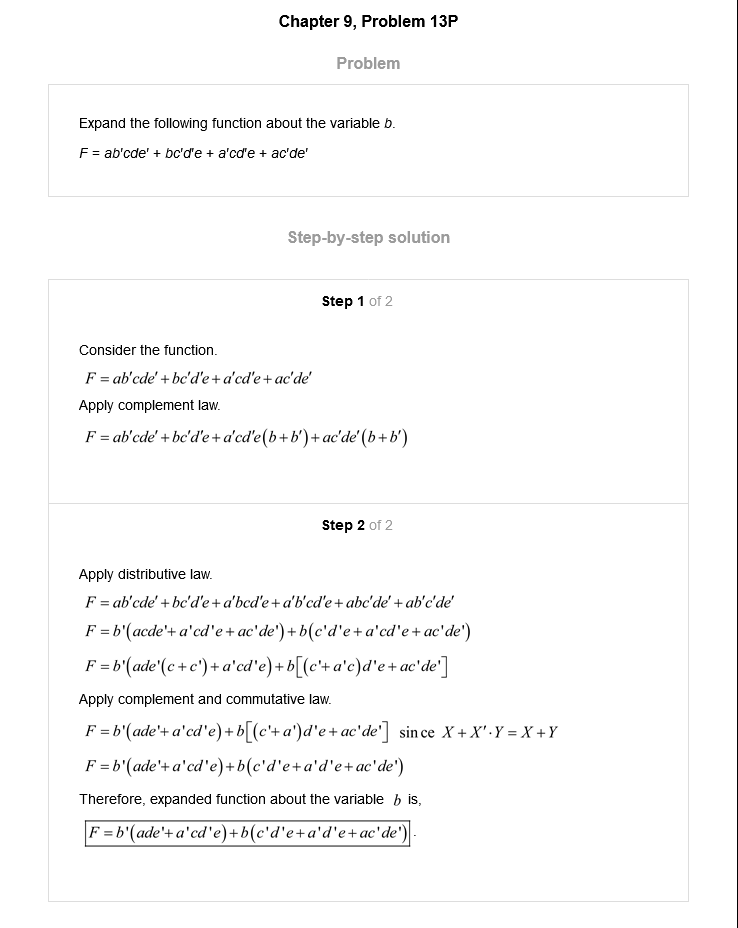 Chapter 9, Problem 13P
Problem
Expand the following function about the variable b.
F = ab'cde' + bc'd'e + a'cd'e + ac'de'
Step-by-step solution
Step 1 of 2
Consider the function.
F = ab'cde' + bc'd'e + a'cd'e + ac'de'
Apply complement law.
F = ab'cde' + bc'd'e + a'cd'e(b + b') + ac'de'(b + b')
Step 2 of 2
Apply distributive law.
F = ab'cde' + bc'd'e + a'bcd'e + a'b'cd'e + abc'de' + ab'c'de'
F = b'(acde'+ a'cd'e + ac'de') + b(c'd'e + a'cd'e + ac'de')
F = b'(ade'(c + c') + a'cd'e) + b[(c'+ a'c)d'e + ac'de']
Apply complement and commutative law.
F = b'(ade'+ a'cd'e) + b[(c'+ a')d'e + ac'de'] since X + X'·Y = X + Y
F = b'(ade'+ a'cd'e) + b(c'd'e + a'd'e + ac'de')
Therefore, expanded function about the variable b is,
F = b'(ade'+ a'cd'e) + b(c'd'e + a'd'e + ac'de').